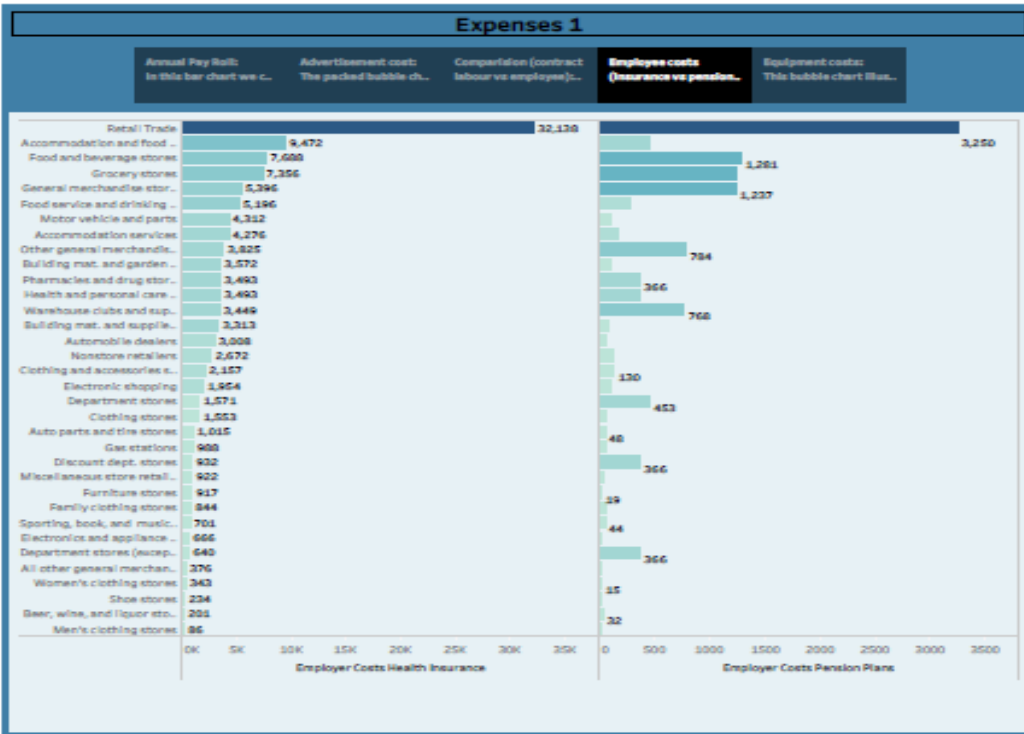 Expenses 1
Annual Pay Roll:
In this bar chart we c...
Advertisement cost:
The packed bubble ch...
Comparision (contract
labour vs employee):...
Employee costs
(Insurance vs pension...
Equipment costs:
This bubble chart illus...
Retail Trade 32,138
Accommodation and food ... 9,472 3,250
Food and beverage stores 7,688 1,281
Grocery stores 7,356
General merchandise stor... 5,396 1,237
Food service and drinking ... 5,196
Motor vehicle and parts 4,312
Accommodation services 4,276
Other general merchandis... 3,825 784
Building mat. and garden ... 3,572
Pharmacies and drug stor... 3,493 366
Health and personal care ... 3,493
Warehouse clubs and sup... 3,449 768
Building mat. and supplie... 3,313
Automobile dealers 3,008
Nonstore retailers 2,672
Clothing and accessories s... 2,157 130
Electronic shopping 1,954
Department stores 1,571 453
Clothing stores 1,553
Auto parts and tire stores 1,015 48
Gas stations 988
Discount dept. stores 932 366
Miscellaneous store retail... 922
Furniture stores 917 19
Family clothing stores 844
Sporting, book, and music... 701 44
Electronics and appliance ... 666
Department stores (excep... 640 366
All other general merchan... 376
Women's clothing stores 343 15
Shoe stores 234
Beer, wine, and liquor sto... 201 32
Men's clothing stores 86
0K 5K 10K 15K 20K 25K 30K 35K 0 500 1000 1500 2000 2500 3000 3500
Employer Costs Health Insurance Employer Costs Pension Plans